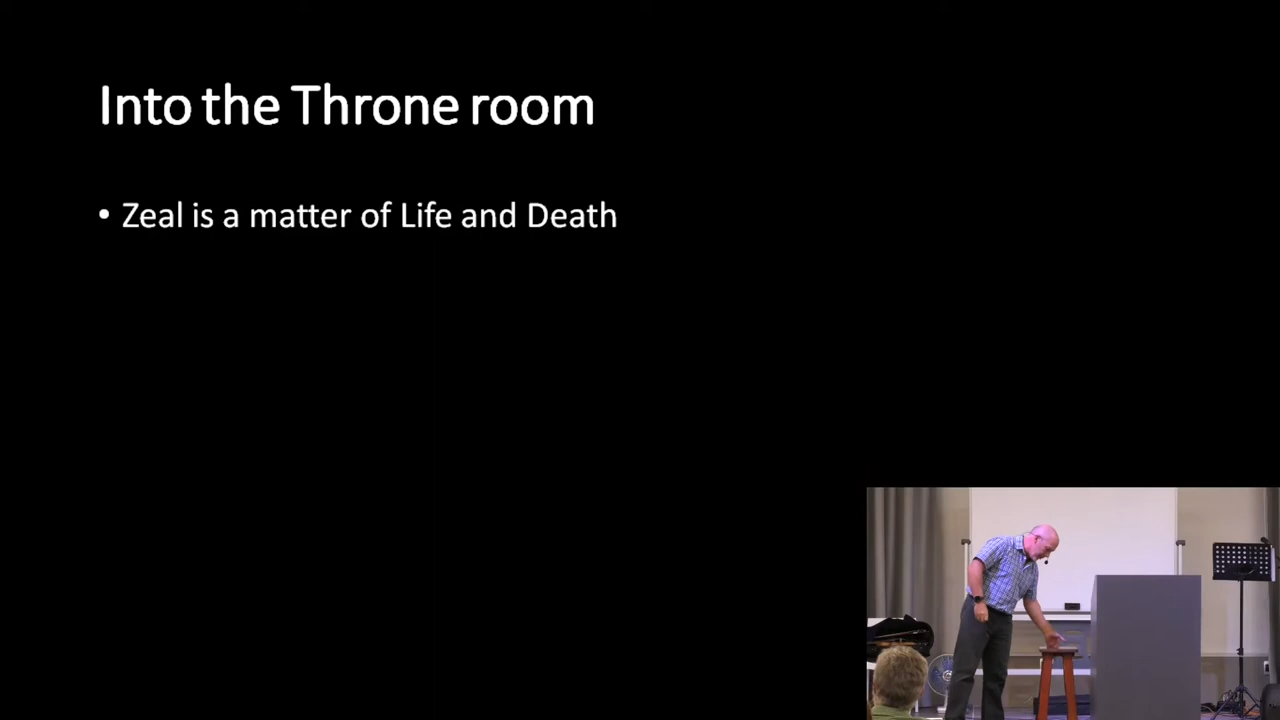 Into the Throne room
• Zeal is a matter of Life and Death